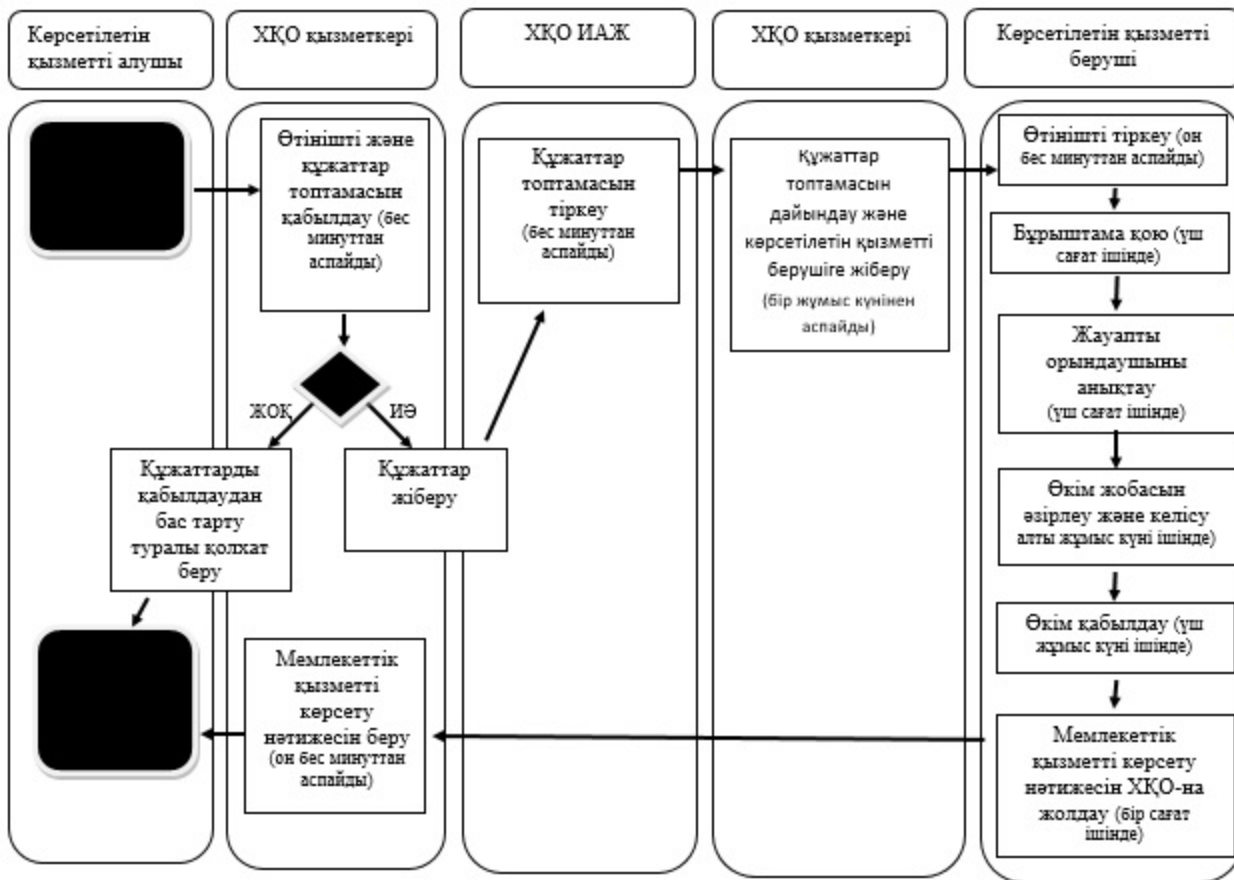 Көрсетілетін
қызметті алушы
ХҚО қызметкері
ХҚО ИАЖ
ХҚО қызметкері
Көрсетілетін қызметті
беруші
Өтінішті және
құжаттар
топтамасын
қабылдау (бес
минуттан
аспайды)
ЖОҚ
ИӘ
Құжаттарды
қабылдаудан
бас тарту
туралы қолхат
беру
Құжаттар
жіберу
Құжаттар
топтамасын
тіркеу
(бес минуттан
аспайды)
Құжаттар
топтамасын
дайындау және
көрсетілетін қызметті
берушіге жіберу
(бір жұмыс күнінен
аспайды)
Өтінішті тіркеу (он
бес минуттан аспайды)
Бұрыштама қою (үш
сағат ішінде)
Жауапты
орындаушыны
анықтау
(үш сағат ішінде)
Өкім жобасын
әзірлеу және келісу
алты жұмыс күні ішінде)
Өкім қабылдау (үш
жұмыс күні ішінде)
Мемлекеттік
қызметті көрсету
нәтижесін ХҚО-на
жолдау (бір сағат
ішінде)
Мемлекеттік
қызметті
көрсету
нәтижесін беру
(он бес минуттан
аспайды)